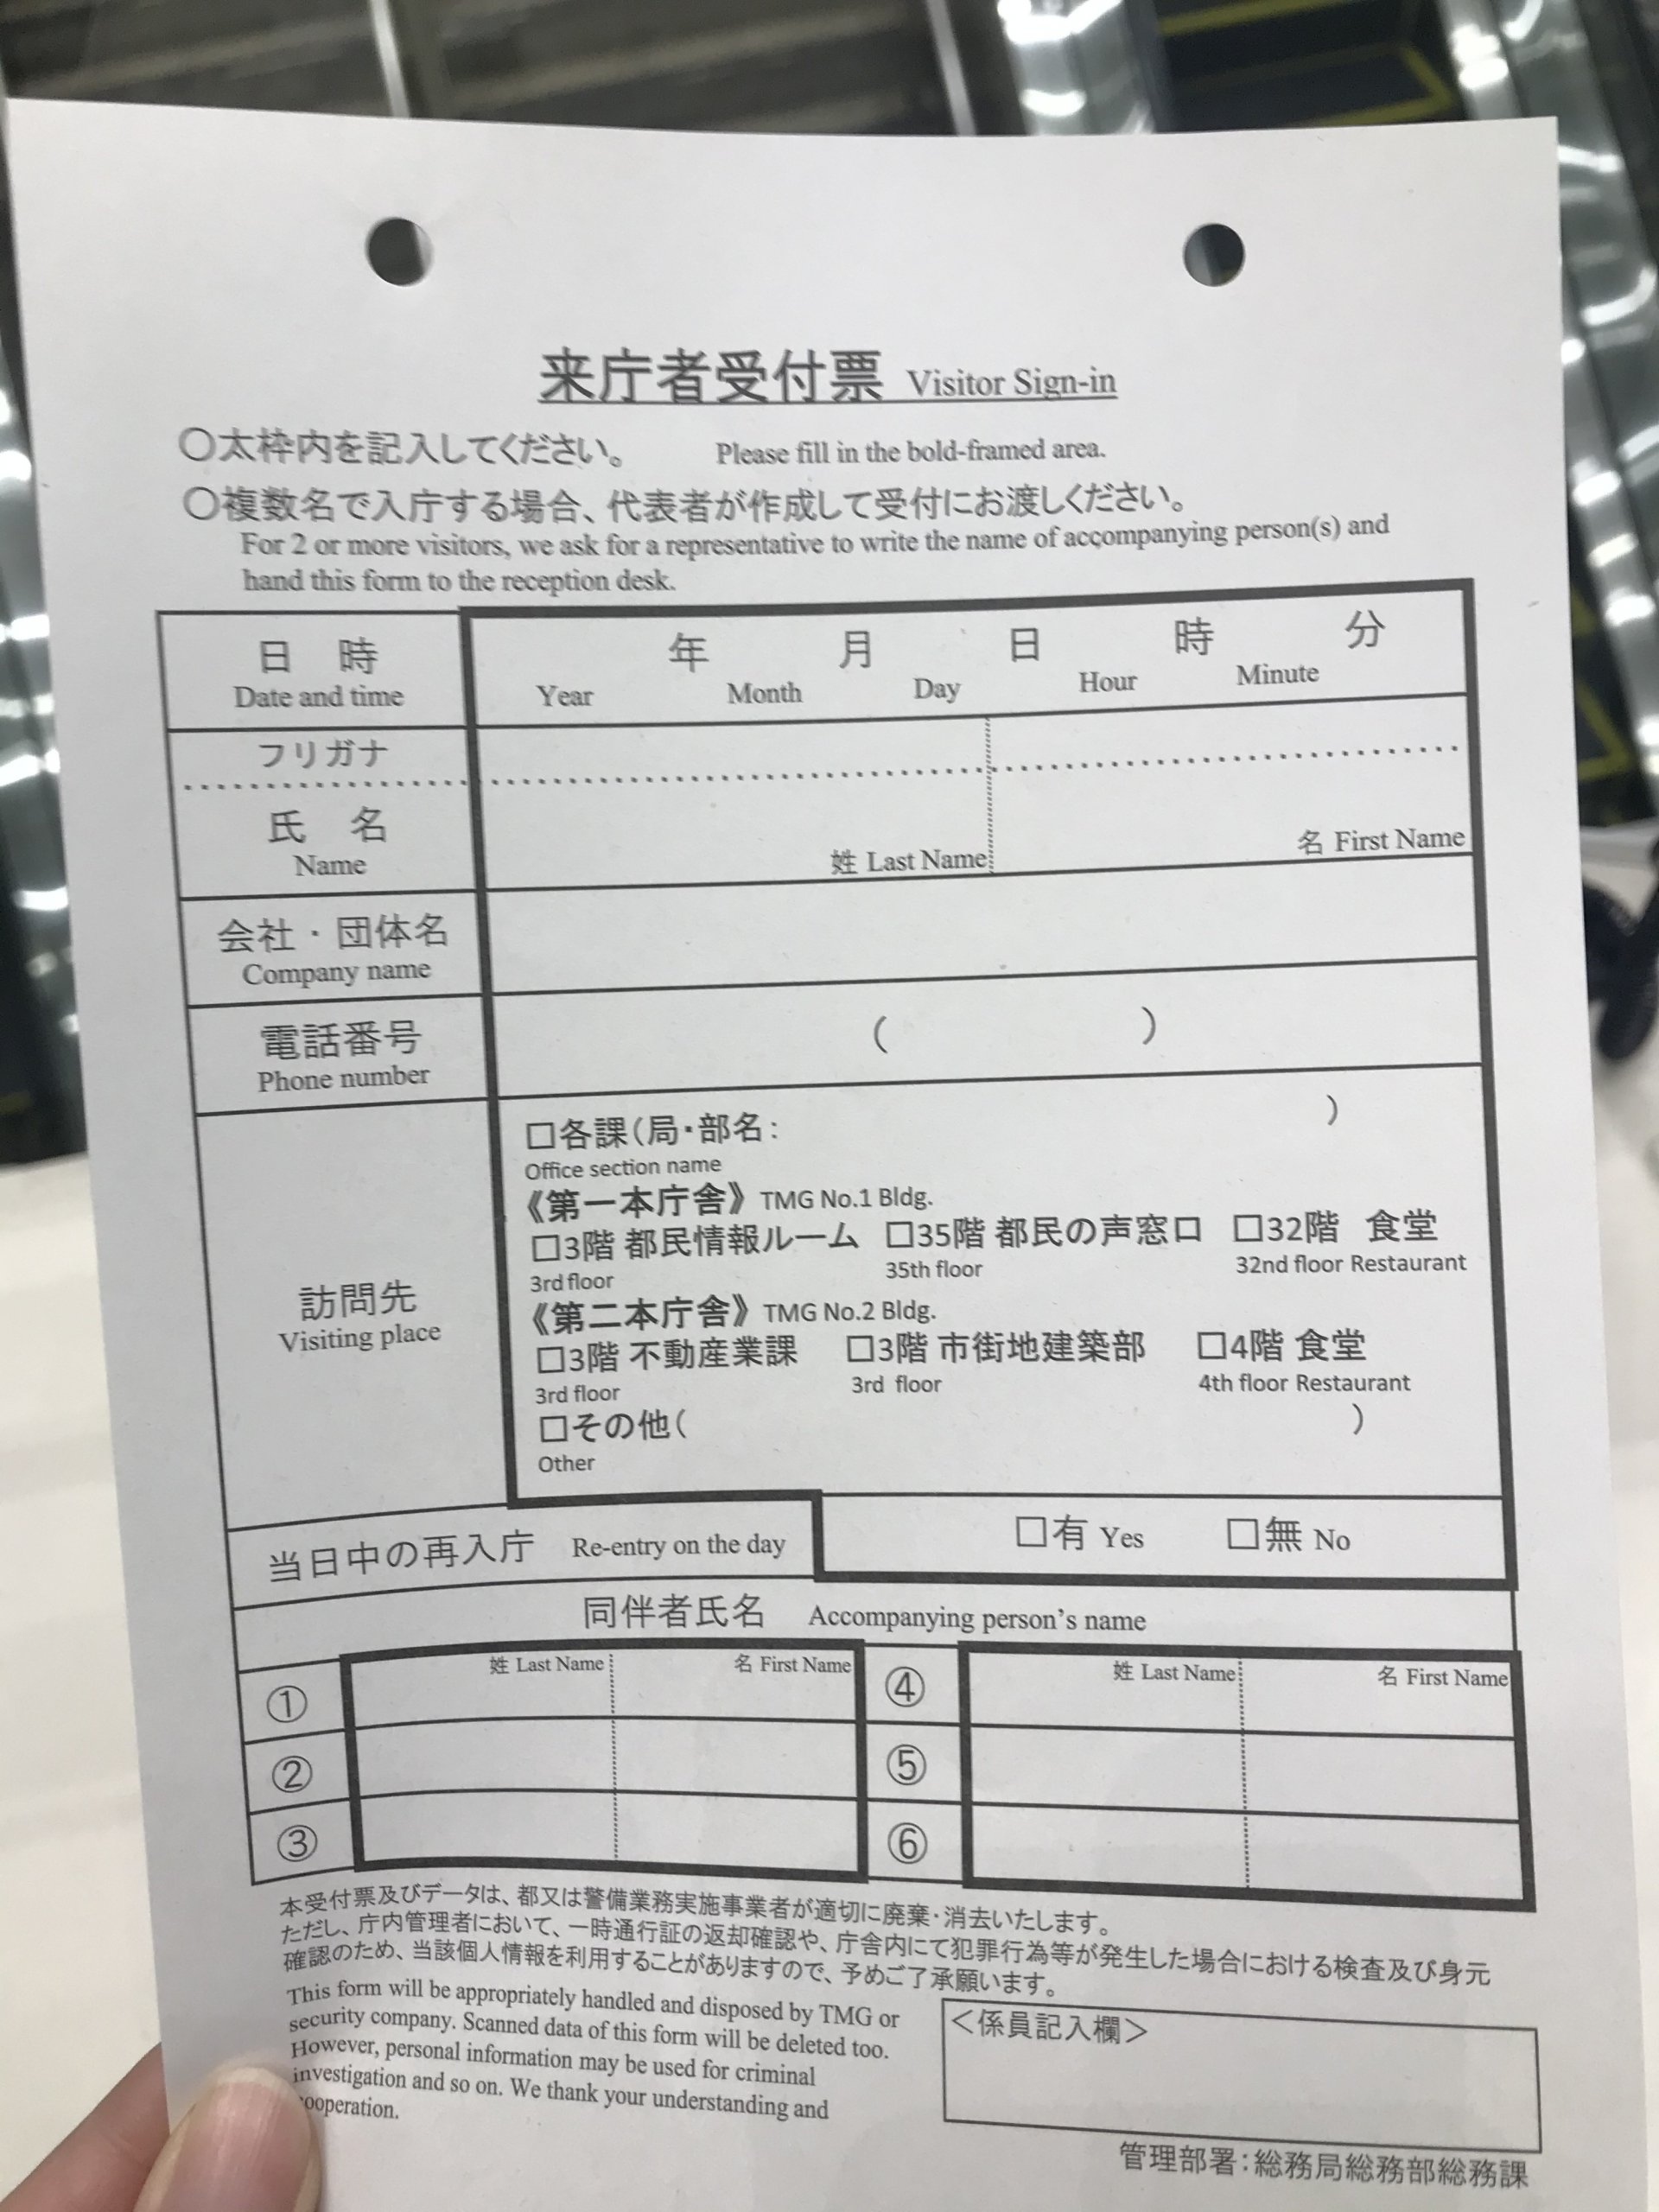 来庁者受付票 Visitor Sign-in
○太枠内を記入してください。 Please fill in the bold-framed area.
○複数名で入庁する場合、代表者が作成して受付にお渡しください。
For 2 or more visitors, we ask for a representative to write the name of accompanying person(s) and
hand this form to the reception desk.
日 時 年 月 日 時 分
Date and time Year Month Day Hour Minute
フリガナ
氏 名
Name 姓 Last Name 名 First Name
会社・団体名
Company name
電話番号 ( )
Phone number
訪問先
Visiting place
□各課(局・部名: )
Office section name
《第一本庁舎》 TMG No.1 Bldg.
□3階 都民情報ルーム □35階 都民の声窓口 □32階 食堂
3rd floor 35th floor 32nd floor Restaurant
《第二本庁舎》 TMG No.2 Bldg.
□3階 不動産業課 □3階 市街地建築部 □4階 食堂
3rd floor 3rd floor 4th floor Restaurant
□その他( )
Other
当日中の再入庁 Re-entry on the day □有 Yes □無 No
同伴者氏名 Accompanying person's name
① 姓 Last Name 名 First Name ④ 姓 Last Name 名 First Name
② ⑤
③ ⑥
本受付票及びデータは、都又は警備業務実施事業者が適切に廃棄・消去いたします。
ただし、庁内管理者において、一時通行証の返却確認や、庁舎内にて犯罪行為等が発生した場合における検査及び身元
確認のため、当該個人情報を利用することがありますので、予めご了承願います。
This form will be appropriately handled and disposed by TMG or
security company. Scanned data of this form will be deleted too.
However, personal information may be used for criminal
investigation and so on. We thank your understanding and
cooperation.
<係員記入欄>
管理部署:総務局総務部総務課